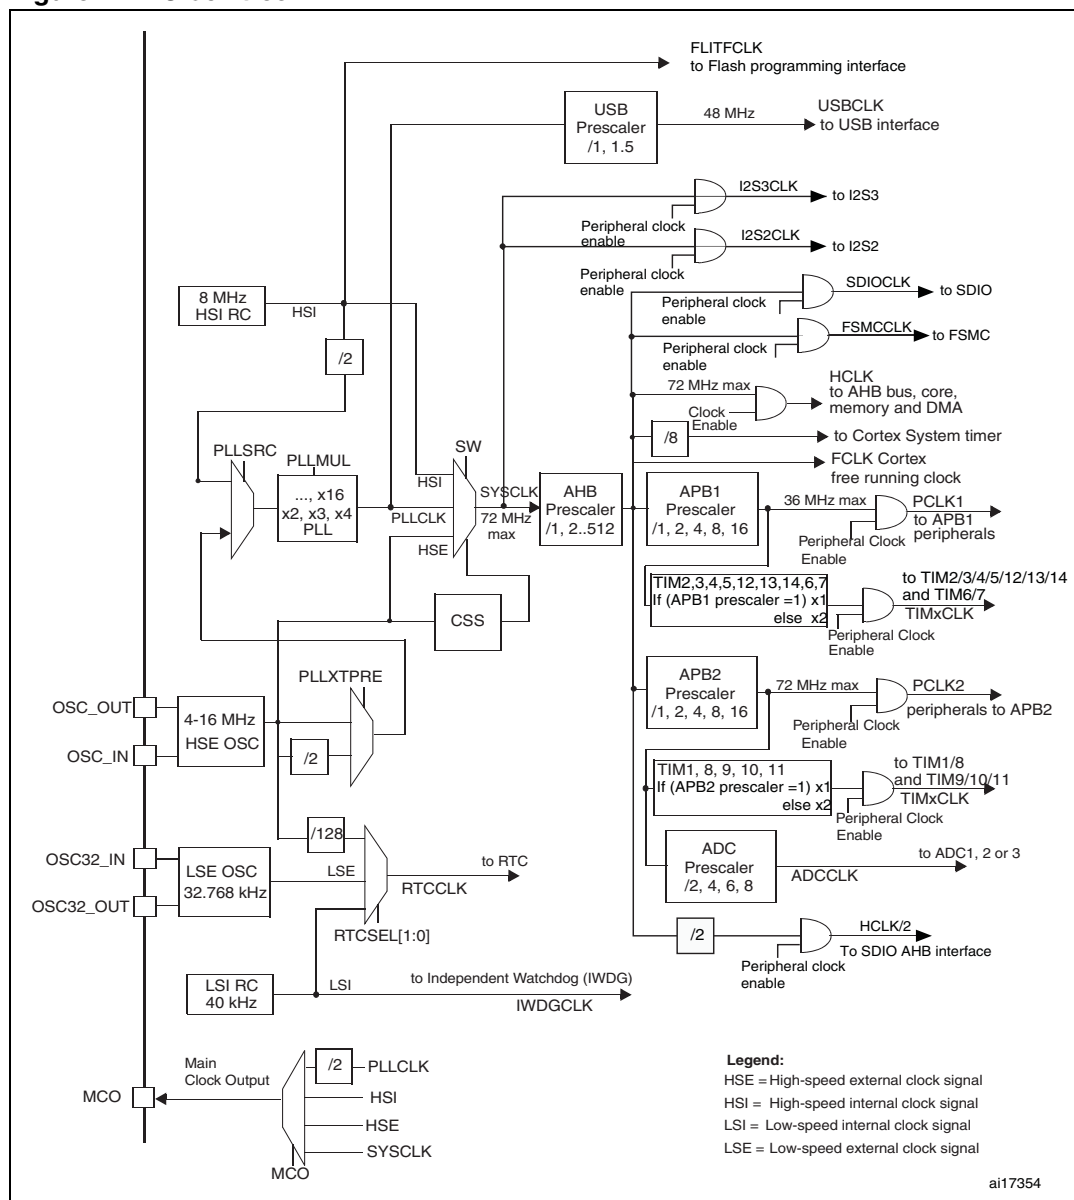 FLITFCLK
to Flash programming interface
USB
Prescaler
/1, 1.5
48 MHz
USBCLK
to USB interface
I2S3CLK
to I2S3
Peripheral clock
enable
I2S2CLK
to I2S2
Peripheral clock
enable
8 MHz
HSI RC
HSI
SDIOCLK
to SDIO
Peripheral clock
enable
FSMCCLK
to FSMC
Peripheral clock
enable
/2
HCLK
to AHB bus, core,
memory and DMA
72 MHz max
Clock
Enable
/8
to Cortex System timer
FCLK Cortex
free running clock
PLLSRC
PLLMUL
..., x16
x2, x3, x4
PLL
SW
HSI
PLLCLK
HSE
SYSCLK
72 MHz
max
AHB
Prescaler
/1, 2..512
APB1
Prescaler
/1, 2, 4, 8, 16
36 MHz max
PCLK1
to APB1
peripherals
Peripheral Clock
Enable
TIM2,3,4,5,12,13,14,6,7
If (APB1 prescaler =1) x1
else x2
to TIM2/3/4/5/12/13/14
and TIM6/7
TIMxCLK
Peripheral Clock
Enable
CSS
PLLXTPRE
OSC_OUT
OSC_IN
4-16 MHz
HSE OSC
/2
APB2
Prescaler
/1, 2, 4, 8, 16
72 MHz max
PCLK2
peripherals to APB2
Peripheral Clock
Enable
TIM1, 8, 9, 10, 11
If (APB2 prescaler =1) x1
else x2
to TIM1/8
and TIM9/10/11
TIMxCLK
Peripheral Clock
Enable
/128
OSC32_IN
OSC32_OUT
LSE OSC
32.768 kHz
LSE
to RTC
RTCCLK
RTCSEL[1:0]
ADC
Prescaler
/2, 4, 6, 8
to ADC1, 2 or 3
ADCCLK
/2
HCLK/2
To SDIO AHB interface
Peripheral clock
enable
LSI RC
40 kHz
LSI
to Independent Watchdog (IWDG)
IWDGCLK
MCO
Main
Clock Output
/2
PLLCLK
HSI
HSE
SYSCLK
MCO
Legend:
HSE = High-speed external clock signal
HSI = High-speed internal clock signal
LSI = Low-speed internal clock signal
LSE = Low-speed external clock signal
ai17354